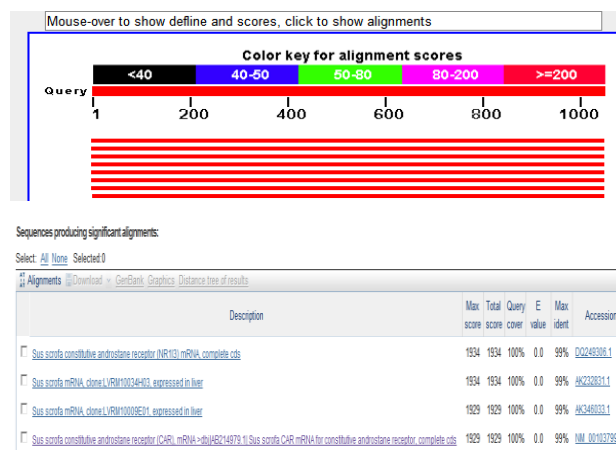 Mouse-over to show defline and scores, click to show alignments
Color key for alignment scores
<40 40-50 50-80 80-200 >=200
Query
1 200 400 600 800 1000
Sequences producing significant alignments:
Select: All None Selected:0
Alignments Download GenBank Graphics Distance tree of results
Description Max score Total score Query cover E value Max ident Accession
Sus scrofa constitutive androstane receptor (NR1I3) mRNA, complete cds 1934 1934 100% 0.0 99% DQ249306.1
Sus scrofa mRNA, clone:LVRM10034H03, expressed in liver 1934 1934 100% 0.0 99% AK232831.1
Sus scrofa mRNA, clone:LVRM10009E01, expressed in liver 1929 1929 100% 0.0 99% AK346033.1
Sus scrofa constitutive androstane receptor (CAR), mRNA >dbj|AB214979.1| Sus scrofa CAR mRNA for constitutive androstane receptor, complete cds 1929 1929 100% 0.0 99% NM_00103799